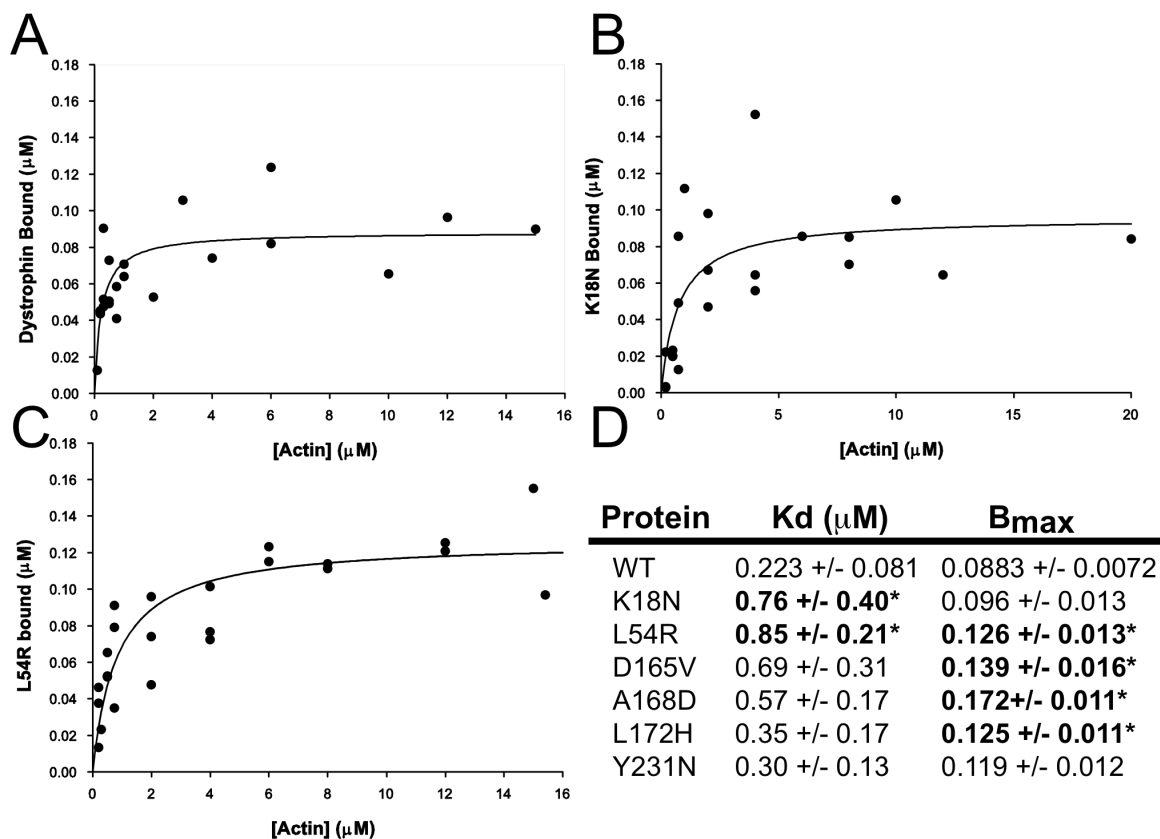 A
0.18
0.16
0.14
0.12
0.10
0.08
0.06
0.04
0.02
0.00
Dystrophin Bound (μM)
0 2 4 6 8 10 12 14 16
[Actin] (μM)
B
0.18
0.16
0.14
0.12
0.10
0.08
0.06
0.04
0.02
0.00
K18N Bound (μM)
0 5 10 15 20
[Actin] (μM)
C
0.18
0.16
0.14
0.12
0.10
0.08
0.06
0.04
0.02
0.00
L54R bound (μM)
0 2 4 6 8 10 12 14 16
[Actin] (μM)
D
Protein Kd (μM) Bmax
WT 0.223 +/- 0.081 0.0883 +/- 0.0072
K18N 0.76 +/- 0.40* 0.096 +/- 0.013
L54R 0.85 +/- 0.21* 0.126 +/- 0.013*
D165V 0.69 +/- 0.31 0.139 +/- 0.016*
A168D 0.57 +/- 0.17 0.172+/- 0.011*
L172H 0.35 +/- 0.17 0.125 +/- 0.011*
Y231N 0.30 +/- 0.13 0.119 +/- 0.012